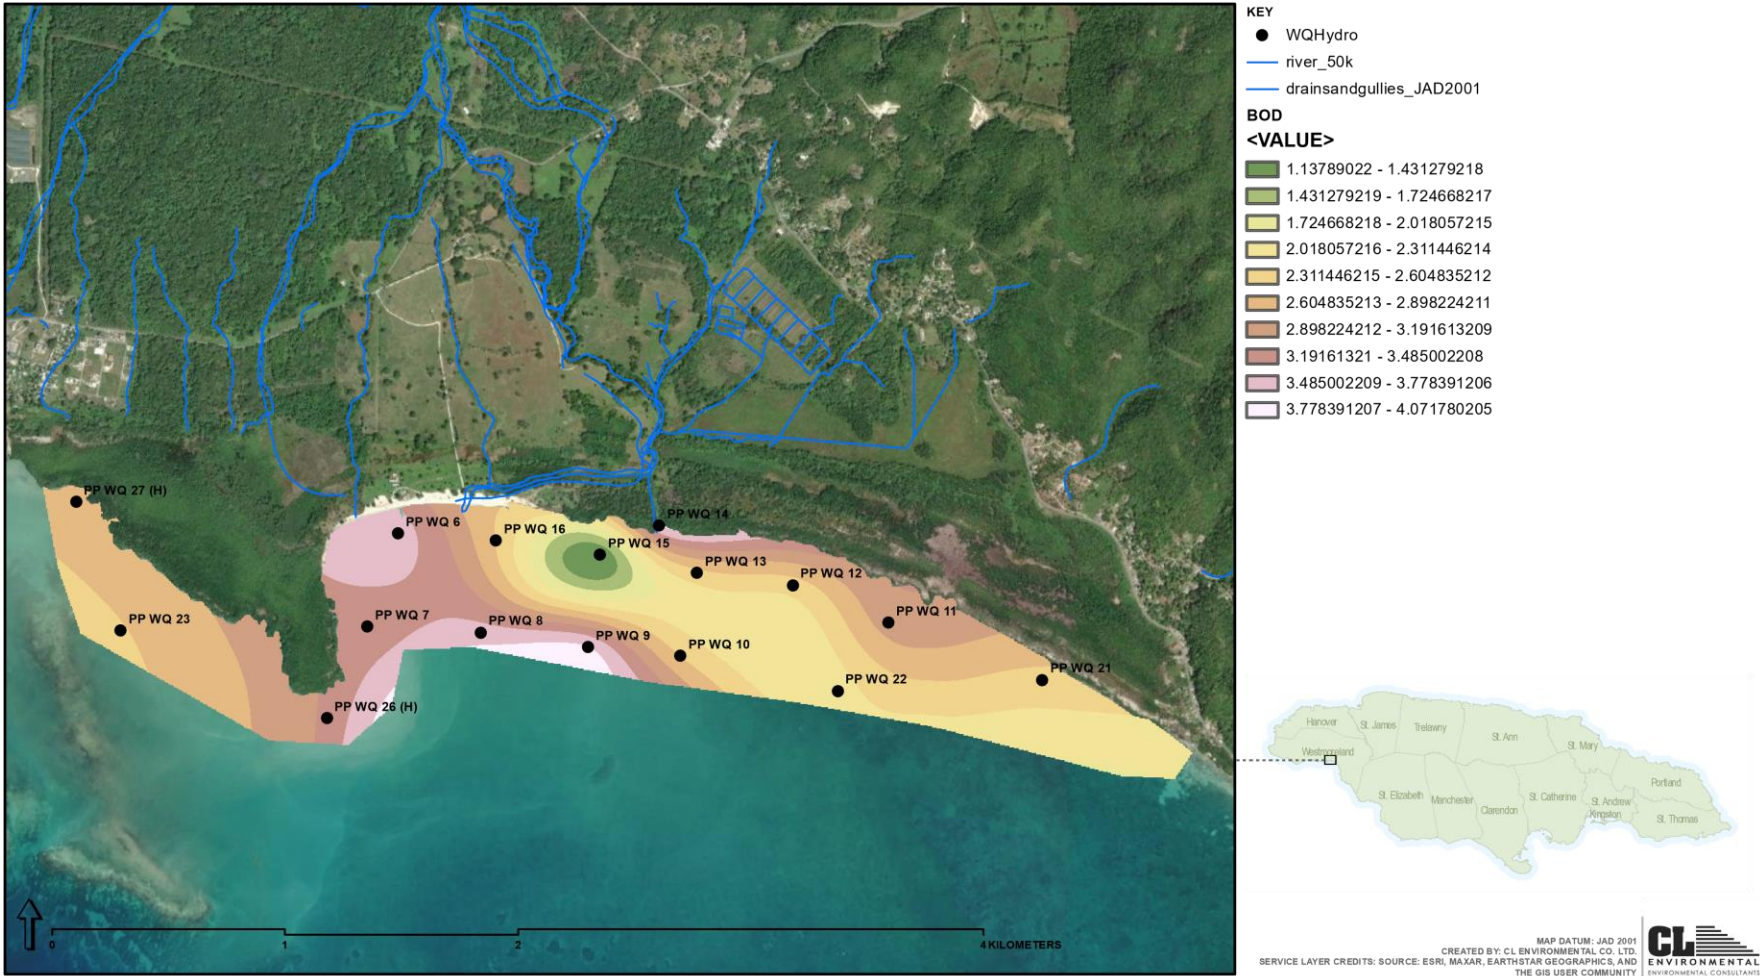 KEY
WQHydro
river_50k
drainsandgullies_JAD2001
BOD
<VALUE>
1.13789022 - 1.431279218
1.431279219 - 1.724668217
1.724668218 - 2.018057215
2.018057216 - 2.311446214
2.311446215 - 2.604835212
2.604835213 - 2.898224211
2.898224212 - 3.191613209
3.19161321 - 3.485002208
3.485002209 - 3.778391206
3.778391207 - 4.071780205
PP WQ 27 (H)
PP WQ 6
PP WQ 16
PP WQ 14
PP WQ 15
PP WQ 13
PP WQ 12
PP WQ 23
PP WQ 7
PP WQ 8
PP WQ 9
PP WQ 10
PP WQ 11
PP WQ 21
PP WQ 22
PP WQ 26 (H)
0 1 2 4 KILOMETERS
Hanover
St. James
Trelawny
St. Ann
St. Mary
Westmoreland
Portland
St. Elizabeth
Manchester
Clarendon
St. Catherine
St. Andrew
Kingston
St. Thomas
MAP DATUM: JAD 2001
CREATED BY: CL ENVIRONMENTAL CO. LTD.
SERVICE LAYER CREDITS: SOURCE: ESRI, MAXAR, EARTHSTAR GEOGRAPHICS, AND
THE GIS USER COMMUNITY
CL
ENVIRONMENTAL
ENVIRONMENTAL CONSULTANTS